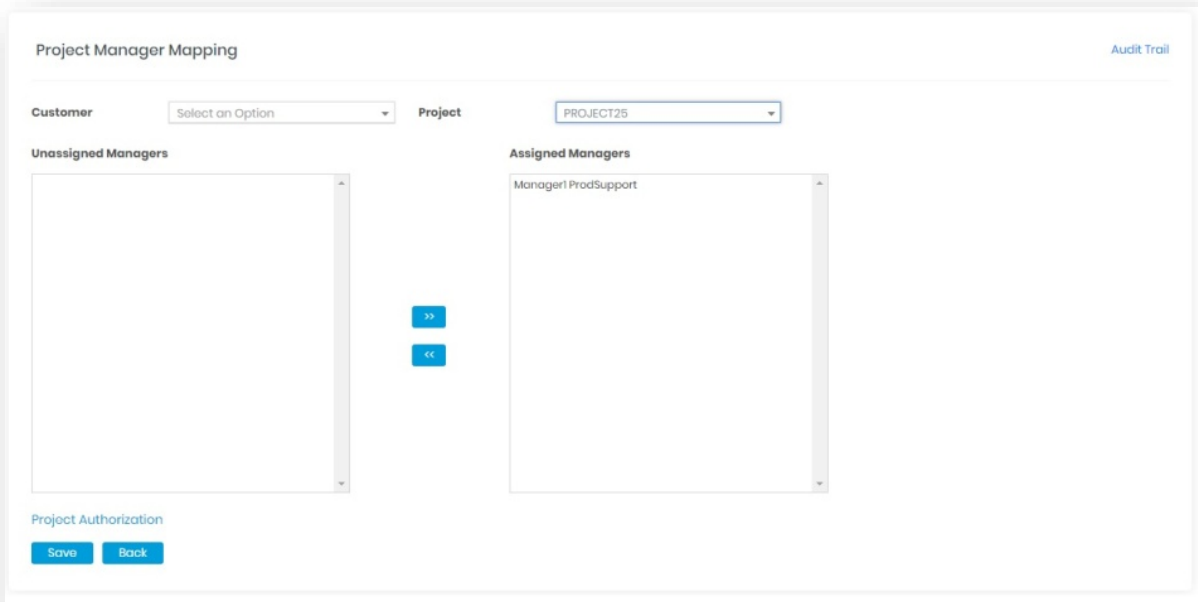 Project Manager Mapping
Audit Trail
Customer Select an Option Project PROJECT25
Unassigned Managers Assigned Managers
Manager1 ProdSupport
>>
<<
Project Authorization
Save Back